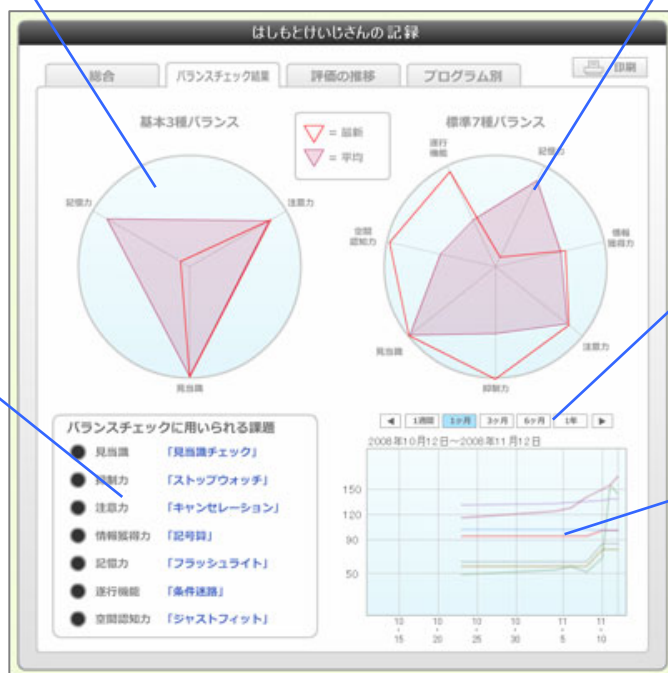 はしもとけいじさんの記録
総合
バランスチェック結果
評価の推移
プログラム別
印刷
基本3種バランス
▽ = 最新
▽ = 平均
標準7種バランス
記憶力
注意力
見当識
遂行
機能
記憶力
空間
認知力
情報
獲得力
見当識
注意力
抑制力
バランスチェックに用いられる課題
見当識 「見当識チェック」
抑制力 「ストップウォッチ」
注意力 「キャンセレーション」
情報獲得力 「記号算」
記憶力 「フラッシュライト」
遂行機能 「条件迷路」
空間認知力 「ジャストフィット」
◀ 1週間 1ヶ月 3ヶ月 6ヶ月 1年 ▶
2008年10月12日～2008年11月12日
150
120
90
50
10 10 10 10 11 11
15 20 25 30 5 10